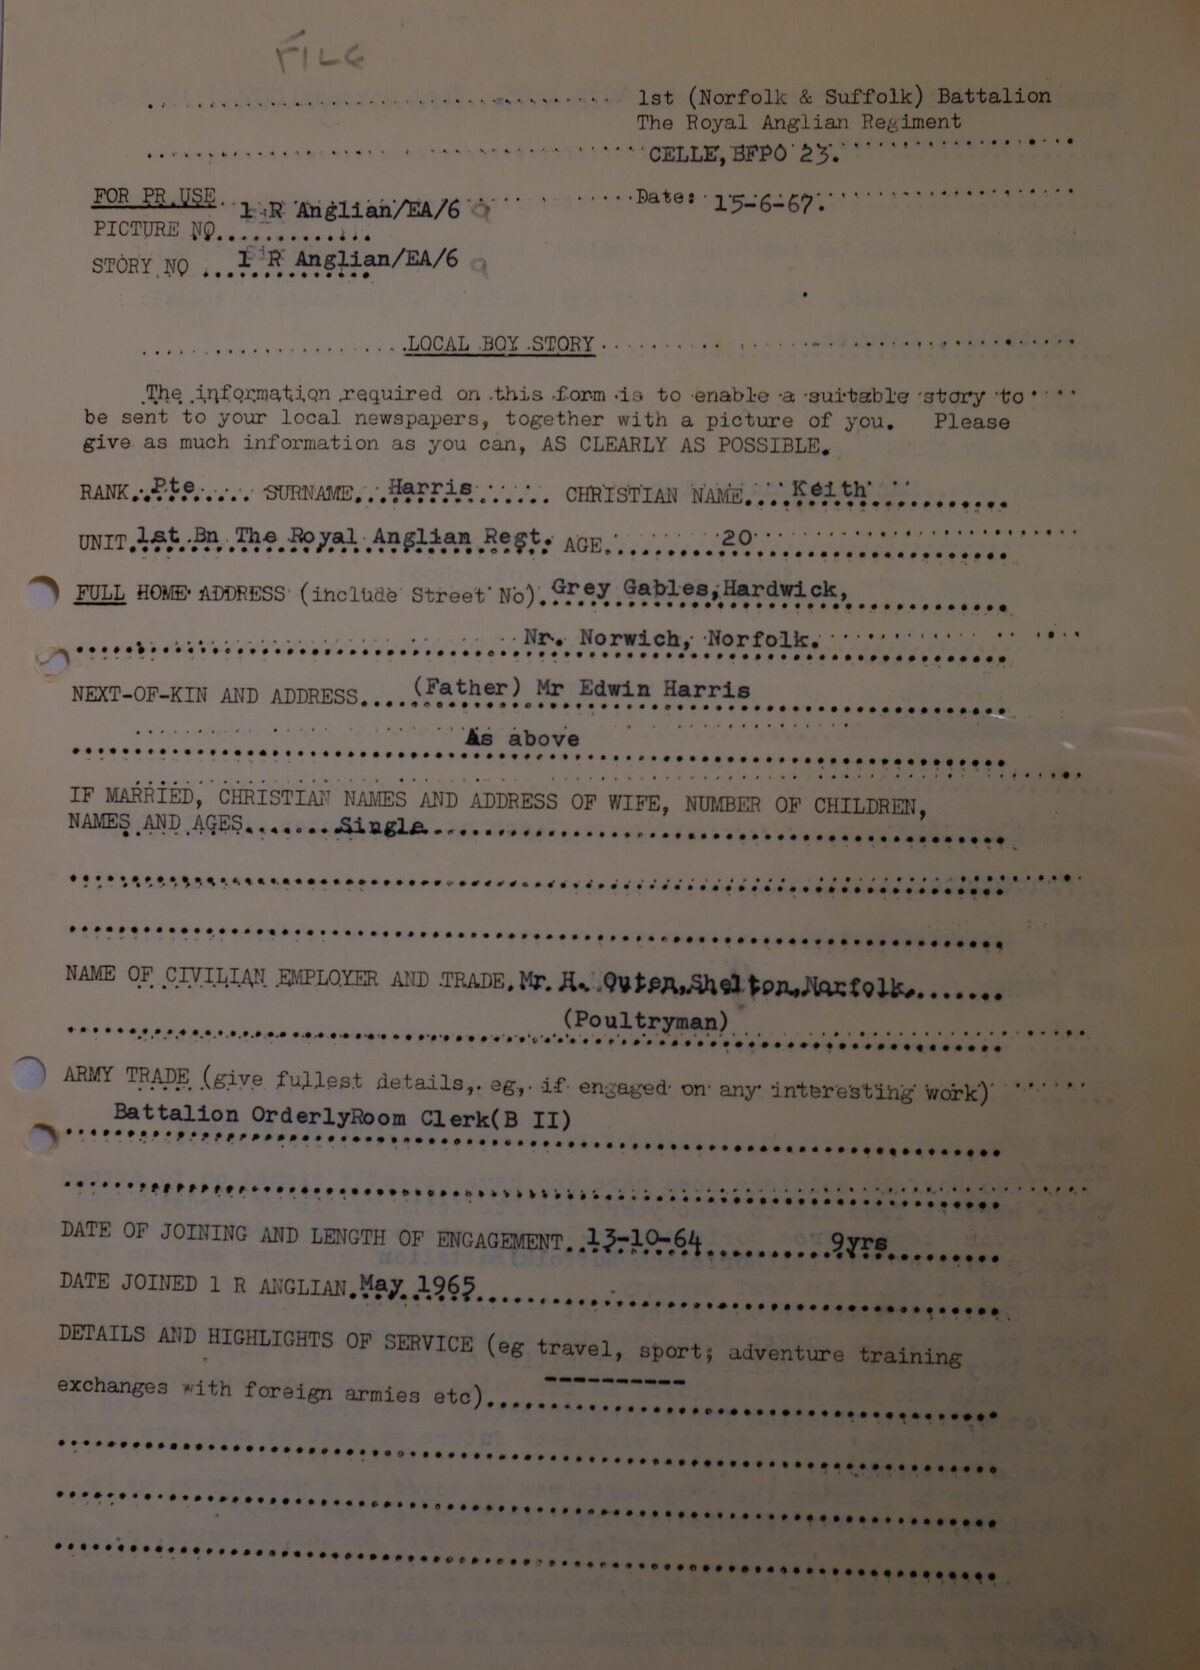 FILE
1st (Norfolk & Suffolk) Battalion
The Royal Anglian Regiment
CELLE, BFPO 23.
FOR PR USE
Date: 15-6-67.
1 R Anglian/EA/6 9
PICTURE NO
STORY NO 1 R Anglian/EA/6 9
LOCAL BOY STORY
The information required on this form is to enable a suitable story to
be sent to your local newspapers, together with a picture of you. Please
give as much information as you can, AS CLEARLY AS POSSIBLE.
RANK Pte SURNAME Harris CHRISTIAN NAME Keith
UNIT 1st Bn The Royal Anglian Regt. AGE 20
FULL HOME ADDRESS (include Street No) Grey Gables, Hardwick,
Nr. Norwich, Norfolk.
NEXT-OF-KIN AND ADDRESS (Father) Mr Edwin Harris
As above
IF MARRIED, CHRISTIAN NAMES AND ADDRESS OF WIFE, NUMBER OF CHILDREN,
NAMES AND AGES Single
NAME OF CIVILIAN EMPLOYER AND TRADE. Mr. H. Outen, Shelton, Norfolk.
(Poultryman)
ARMY TRADE (give fullest details, eg, if engaged on any interesting work)
Battalion OrderlyRoom Clerk(B II)
DATE OF JOINING AND LENGTH OF ENGAGEMENT 13-10-64 9yrs
DATE JOINED 1 R ANGLIAN May 1965
DETAILS AND HIGHLIGHTS OF SERVICE (eg travel, sport; adventure training
exchanges with foreign armies etc)